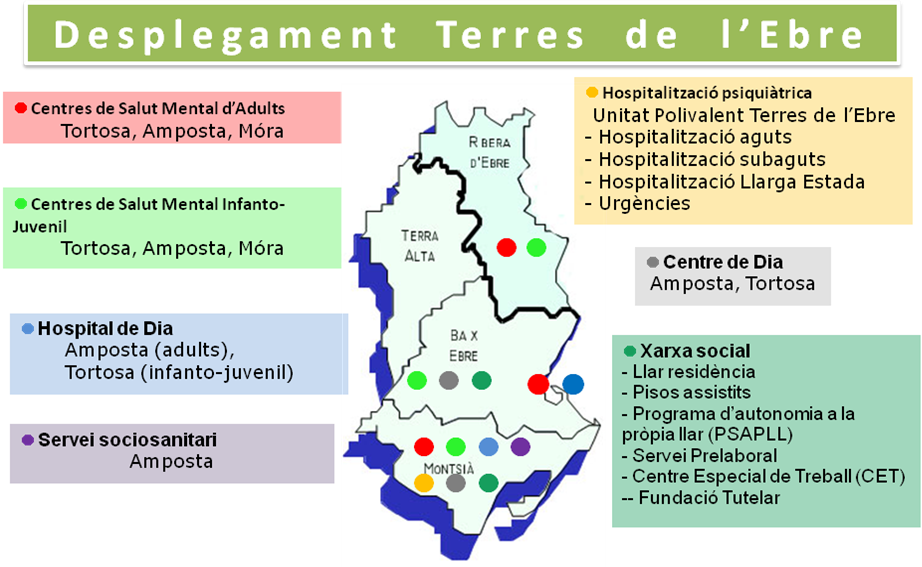 Desplegament Terres de l'Ebre
Centres de Salut Mental d'Adults
Tortosa, Amposta, Móra
Centres de Salut Mental Infanto-
Juvenil
Tortosa, Amposta, Móra
Hospital de Dia
Amposta (adults),
Tortosa (infanto-juvenil)
Servei sociosanitari
Amposta
RIBERA
D'EBRE
TERRA
ALTA
BAIX
EBRE
MONTSIÀ
Hospitalització psiquiàtrica
Unitat Polivalent Terres de l'Ebre
- Hospitalització aguts
- Hospitalització subaguts
- Hospitalització Llarga Estada
- Urgències
Centre de Dia
Amposta, Tortosa
Xarxa social
- Llar residència
- Pisos assistits
- Programa d'autonomia a la
pròpia llar (PSAPLL)
- Servei Prelaboral
- Centre Especial de Treball (CET)
-- Fundació Tutelar